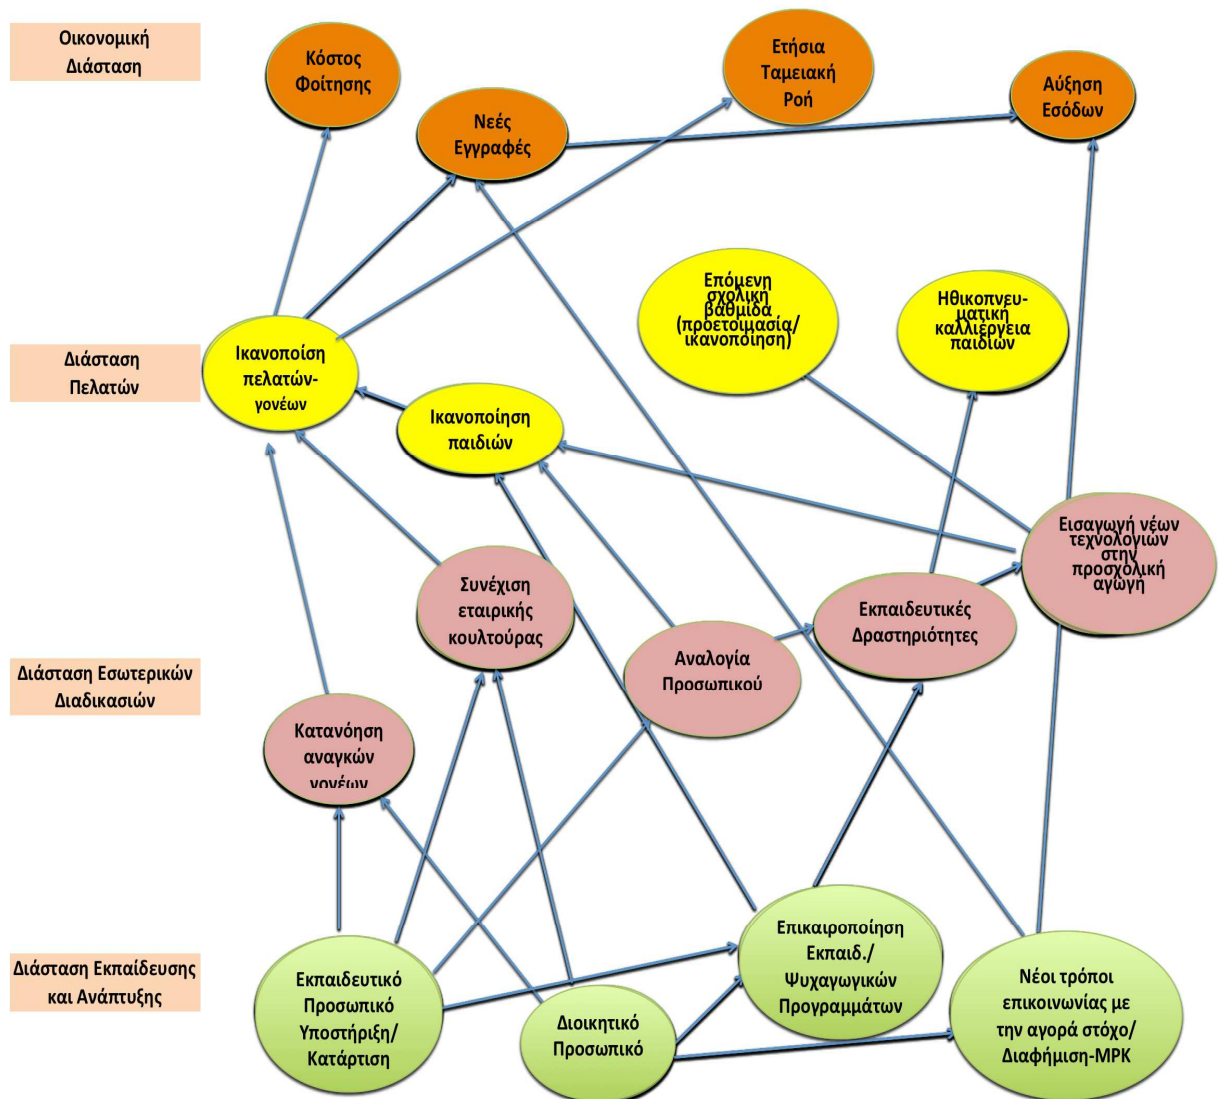 Οικονομική
Διάσταση
Κόστος
Φοίτησης
Νεές
Εγγραφές
Ετήσια
Ταμειακή
Ροή
Αύξηση
Εσόδων
Διάσταση
Πελατών
Ικανοποίση
πελατών-
γονέων
Ικανοποίηση
παιδιών
Επόμενη
σχολική
βάθμίδα
(προετοιμασία/
ικανοποίηση)
Ηθικοπνευ-
ματική
καλλιέργεια
παιδιών
Διάσταση Εσωτερικών
Διαδικασιών
Κατανόηση
αναγκών
γονέων
Συνέχιση
εταιρικής
κουλτούρας
Αναλογία
Προσωπικού
Εκπαιδευτικές
Δραστηριότητες
Εισαγωγή νέων
τεχνολογιών
στην
προσχολική
αγωγή
Διάσταση Εκπαίδευσης
και Ανάπτυξης
Εκπαιδευτικό
Προσωπικό
Υποστήριξη/
Κατάρτιση
Διοικητικό
Προσωπικό
Επικαιροποίηση
Εκπαιδ./
Ψυχαγωγικών
Προγραμμάτων
Νέοι τρόποι
επικοινωνίας με
την αγορά στόχο/
Διαφήμιση-ΜΡΚ